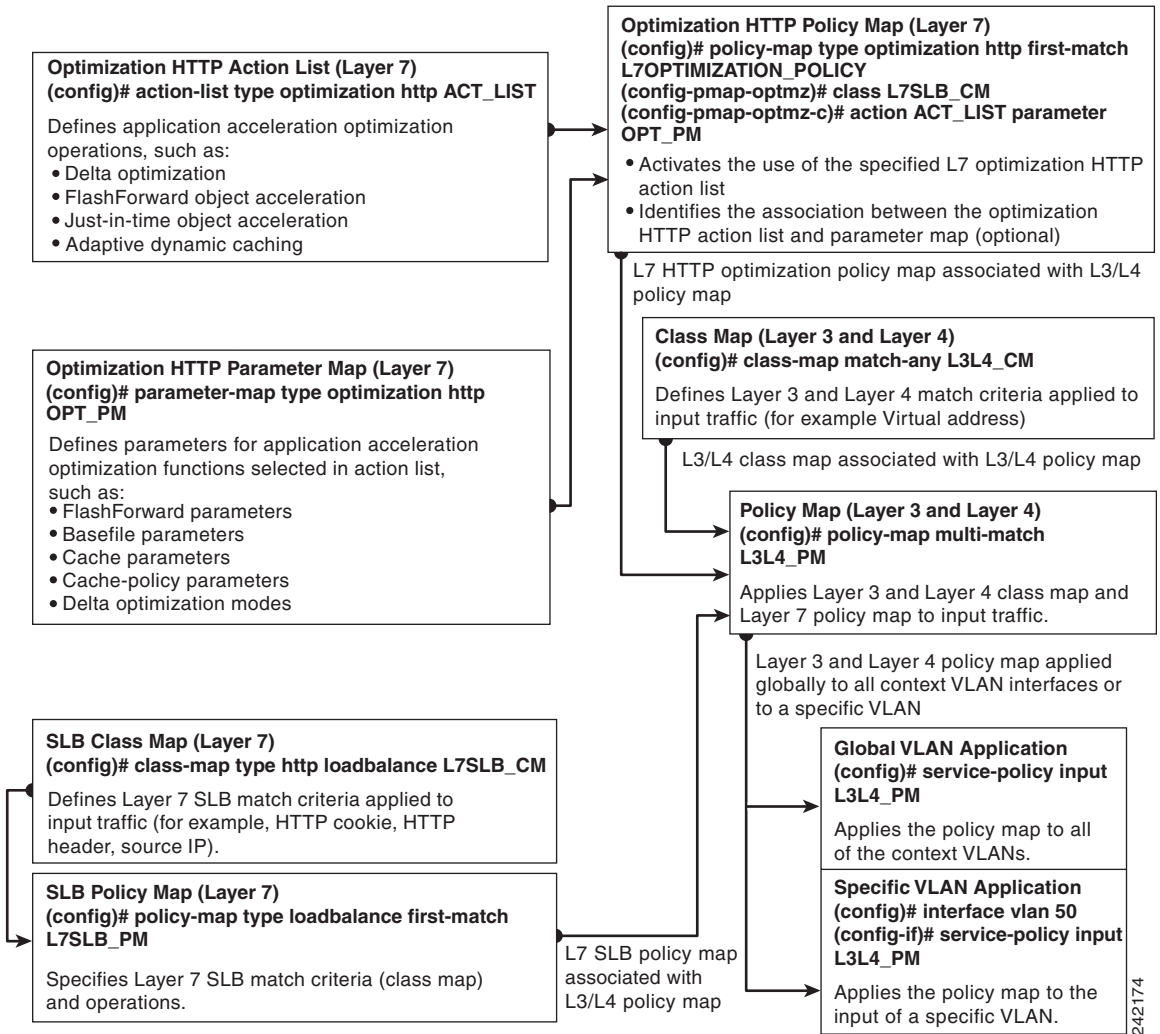 Optimization HTTP Action List (Layer 7)
(config)# action-list type optimization http ACT_LIST
Defines application acceleration optimization
operations, such as:
• Delta optimization
• FlashForward object acceleration
• Just-in-time object acceleration
• Adaptive dynamic caching
Optimization HTTP Policy Map (Layer 7)
(config)# policy-map type optimization http first-match
L7OPTIMIZATION_POLICY
(config-pmap-optmz)# class L7SLB_CM
(config-pmap-optmz-c)# action ACT_LIST parameter
OPT_PM
• Activates the use of the specified L7 optimization HTTP
action list
• Identifies the association between the optimization
HTTP action list and parameter map (optional)
L7 HTTP optimization policy map associated with L3/L4
policy map
Optimization HTTP Parameter Map (Layer 7)
(config)# parameter-map type optimization http
OPT_PM
Defines parameters for application acceleration
optimization functions selected in action list,
such as:
• FlashForward parameters
• Basefile parameters
• Cache parameters
• Cache-policy parameters
• Delta optimization modes
Class Map (Layer 3 and Layer 4)
(config)# class-map match-any L3L4_CM
Defines Layer 3 and Layer 4 match criteria applied to
input traffic (for example Virtual address)
L3/L4 class map associated with L3/L4 policy map
Policy Map (Layer 3 and Layer 4)
(config)# policy-map multi-match
L3L4_PM
Applies Layer 3 and Layer 4 class map and
Layer 7 policy map to input traffic.
Layer 3 and Layer 4 policy map applied
globally to all context VLAN interfaces or
to a specific VLAN
SLB Class Map (Layer 7)
(config)# class-map type http loadbalance L7SLB_CM
Defines Layer 7 SLB match criteria applied to
input traffic (for example, HTTP cookie, HTTP
header, source IP).
SLB Policy Map (Layer 7)
(config)# policy-map type loadbalance first-match
L7SLB_PM
Specifies Layer 7 SLB match criteria (class map)
and operations.
L7 SLB policy map
associated with
L3/L4 policy map
Global VLAN Application
(config)# service-policy input
L3L4_PM
Applies the policy map to all
of the context VLANs.
Specific VLAN Application
(config)# interface vlan 50
(config-if)# service-policy input
L3L4_PM
Applies the policy map to the
input of a specific VLAN.
242174